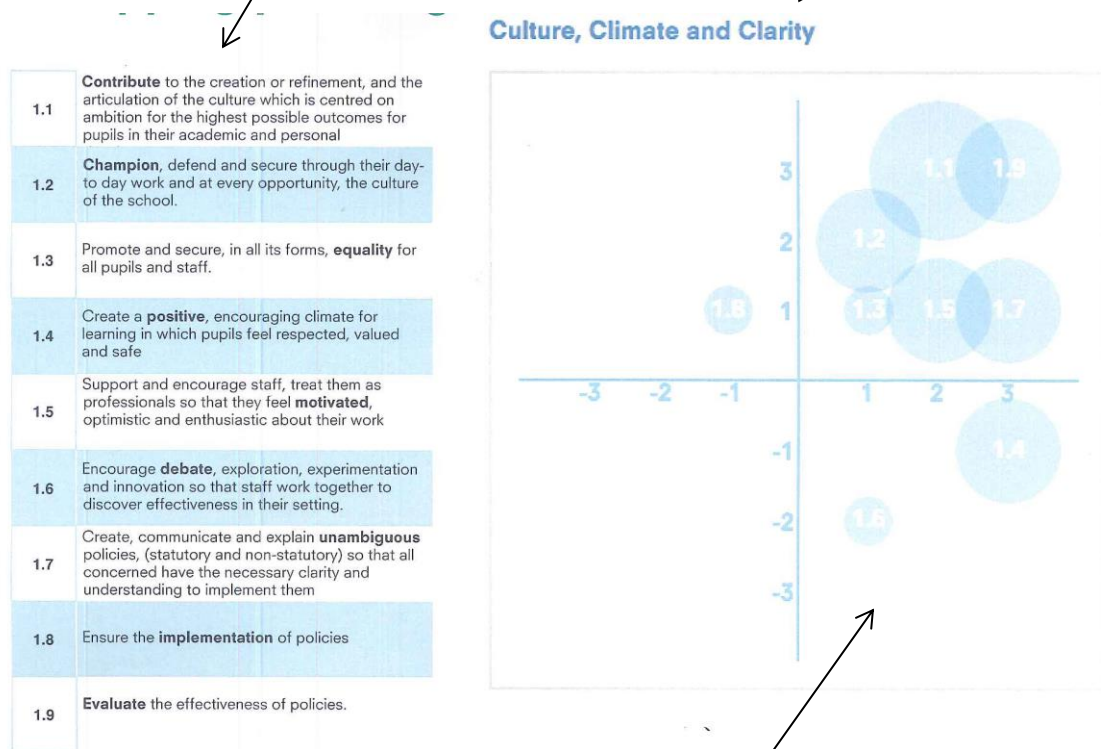 Culture, Climate and Clarity
1.1
Contribute to the creation or refinement, and the
articulation of the culture which is centred on
ambition for the highest possible outcomes for
pupils in their academic and personal
1.2
Champion, defend and secure through their day-
to day work and at every opportunity, the culture
of the school.
1.3
Promote and secure, in all its forms, equality for
all pupils and staff.
1.4
Create a positive, encouraging climate for
learning in which pupils feel respected, valued
and safe
1.5
Support and encourage staff, treat them as
professionals so that they feel motivated,
optimistic and enthusiastic about their work
1.6
Encourage debate, exploration, experimentation
and innovation so that staff work together to
discover effectiveness in their setting.
1.7
Create, communicate and explain unambiguous
policies, (statutory and non-statutory) so that all
concerned have the necessary clarity and
understanding to implement them
1.8
Ensure the implementation of policies
1.9
Evaluate the effectiveness of policies.
3 1.1 1.9
2 1.2
1 1.3 1.5 1.7
-3 -2 -1 1 2 3
-1 1.4
-2
-3